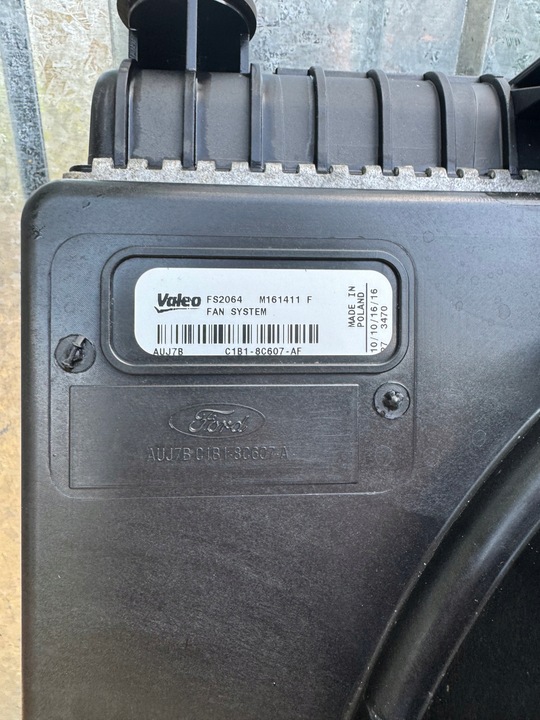 Valeo FS2064 M161411 F
FAN SYSTEM
AUJ7B C1B1-8C607-AF
MADE IN
POLAND
10/10/16/16
27 3470
Ford
AUJ7B C1B1-8C607-A